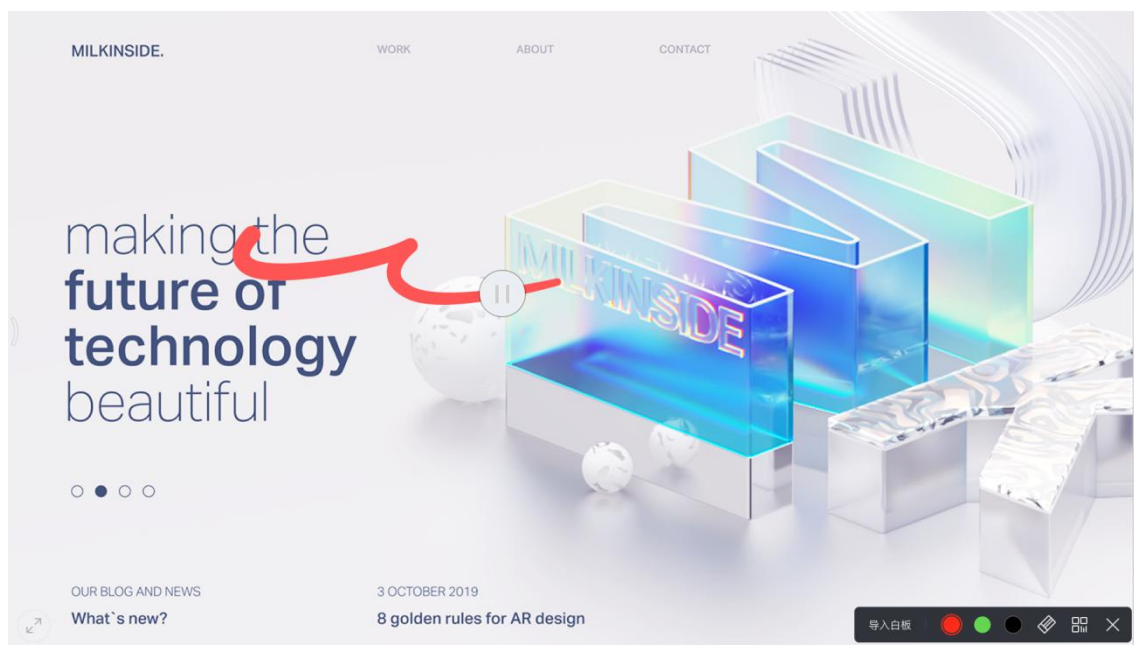 MILKINSIDE.
WORK
ABOUT
CONTACT
making the
future of
technology
beautiful
MILKINSIDE
OUR BLOG AND NEWS
What`s new?
3 OCTOBER 2019
8 golden rules for AR design
导入白板